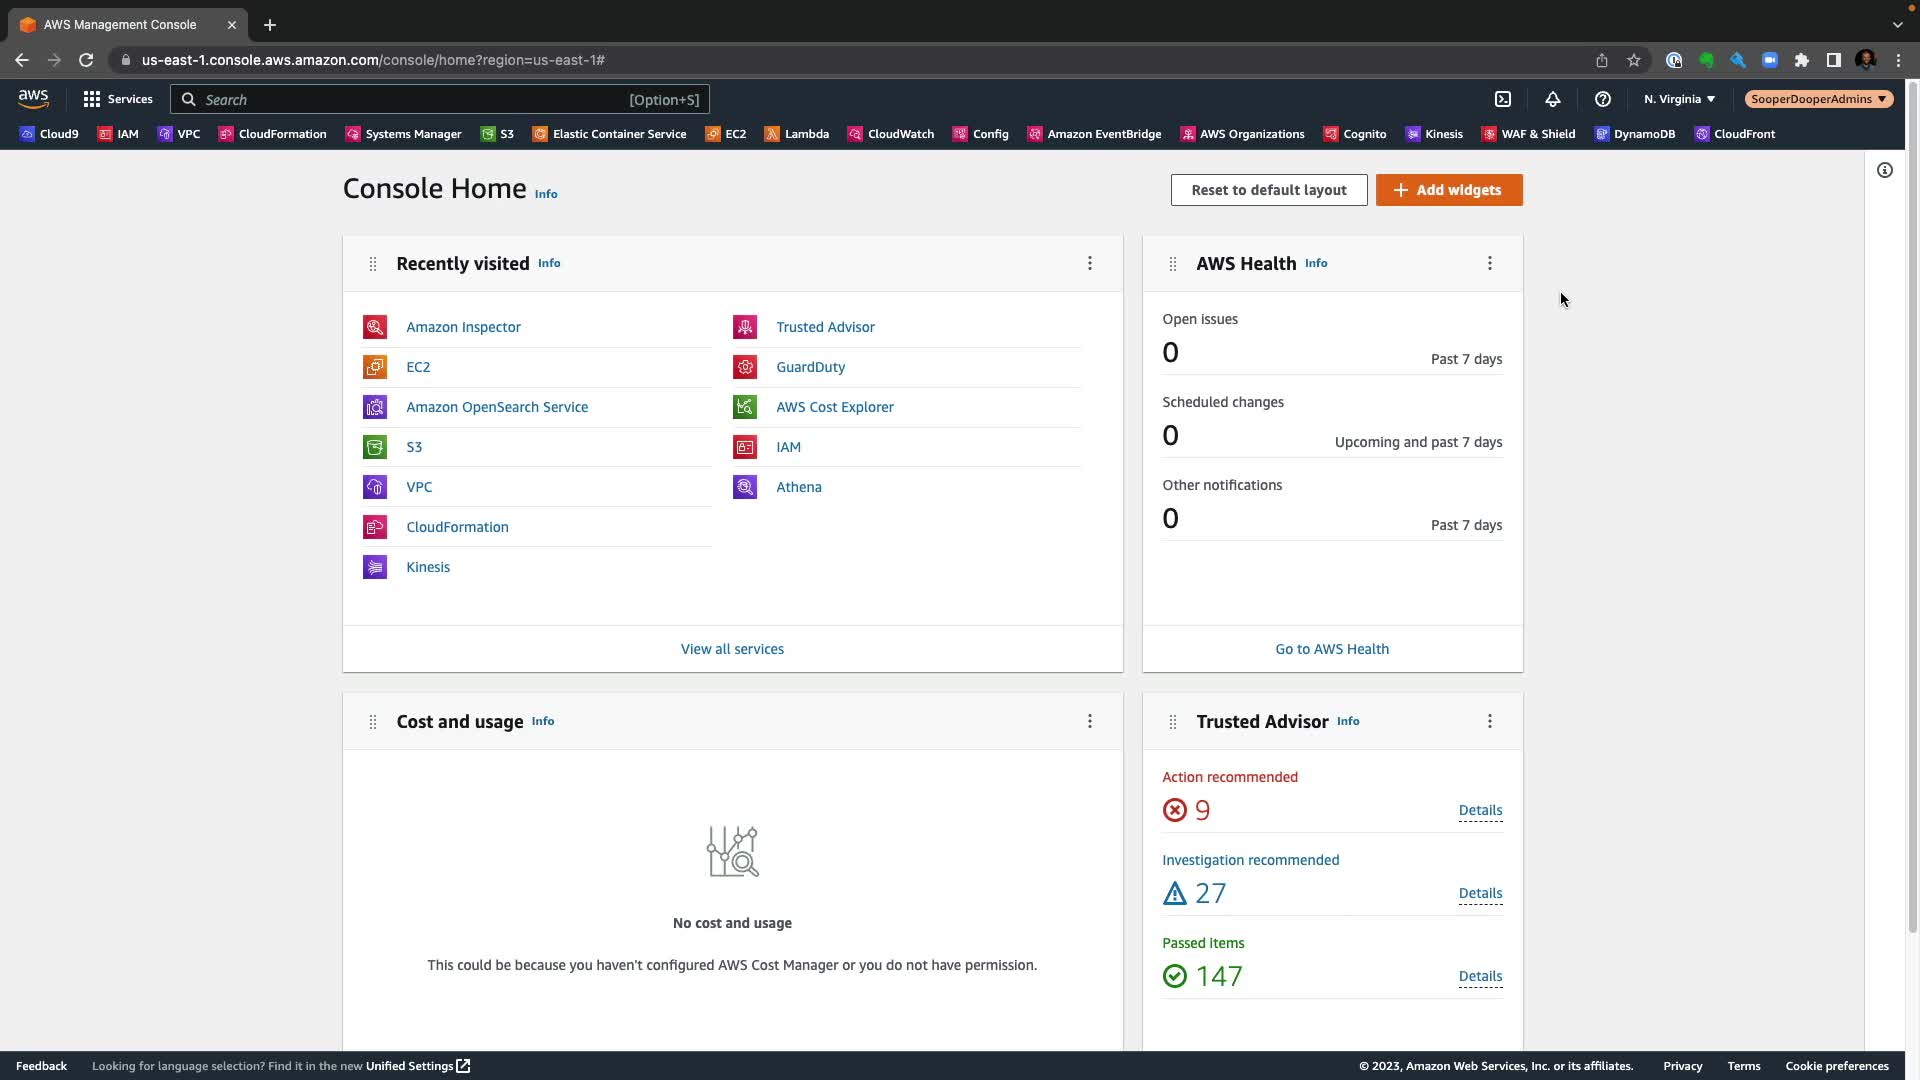 AWS Management Console
us-east-1.console.aws.amazon.com/console/home?region=us-east-1#
aws
Services
Search
[Option+S]
N. Virginia
SooperDooperAdmins
Cloud9
IAM
VPC
CloudFormation
Systems Manager
S3
Elastic Container Service
EC2
Lambda
CloudWatch
Config
Amazon EventBridge
AWS Organizations
Cognito
Kinesis
WAF & Shield
DynamoDB
CloudFront
Console Home Info
Reset to default layout
Add widgets
Recently visited Info
Amazon Inspector
EC2
Amazon OpenSearch Service
S3
VPC
CloudFormation
Kinesis
Trusted Advisor
GuardDuty
AWS Cost Explorer
IAM
Athena
View all services
AWS Health Info
Open issues
0
Past 7 days
Scheduled changes
0
Upcoming and past 7 days
Other notifications
0
Past 7 days
Go to AWS Health
Cost and usage Info
No cost and usage
This could be because you haven't configured AWS Cost Manager or you do not have permission.
Trusted Advisor Info
Action recommended
9
Details
Investigation recommended
27
Details
Passed items
147
Details
Feedback
Looking for language selection? Find it in the new Unified Settings
© 2023, Amazon Web Services, Inc. or its affiliates.
Privacy
Terms
Cookie preferences